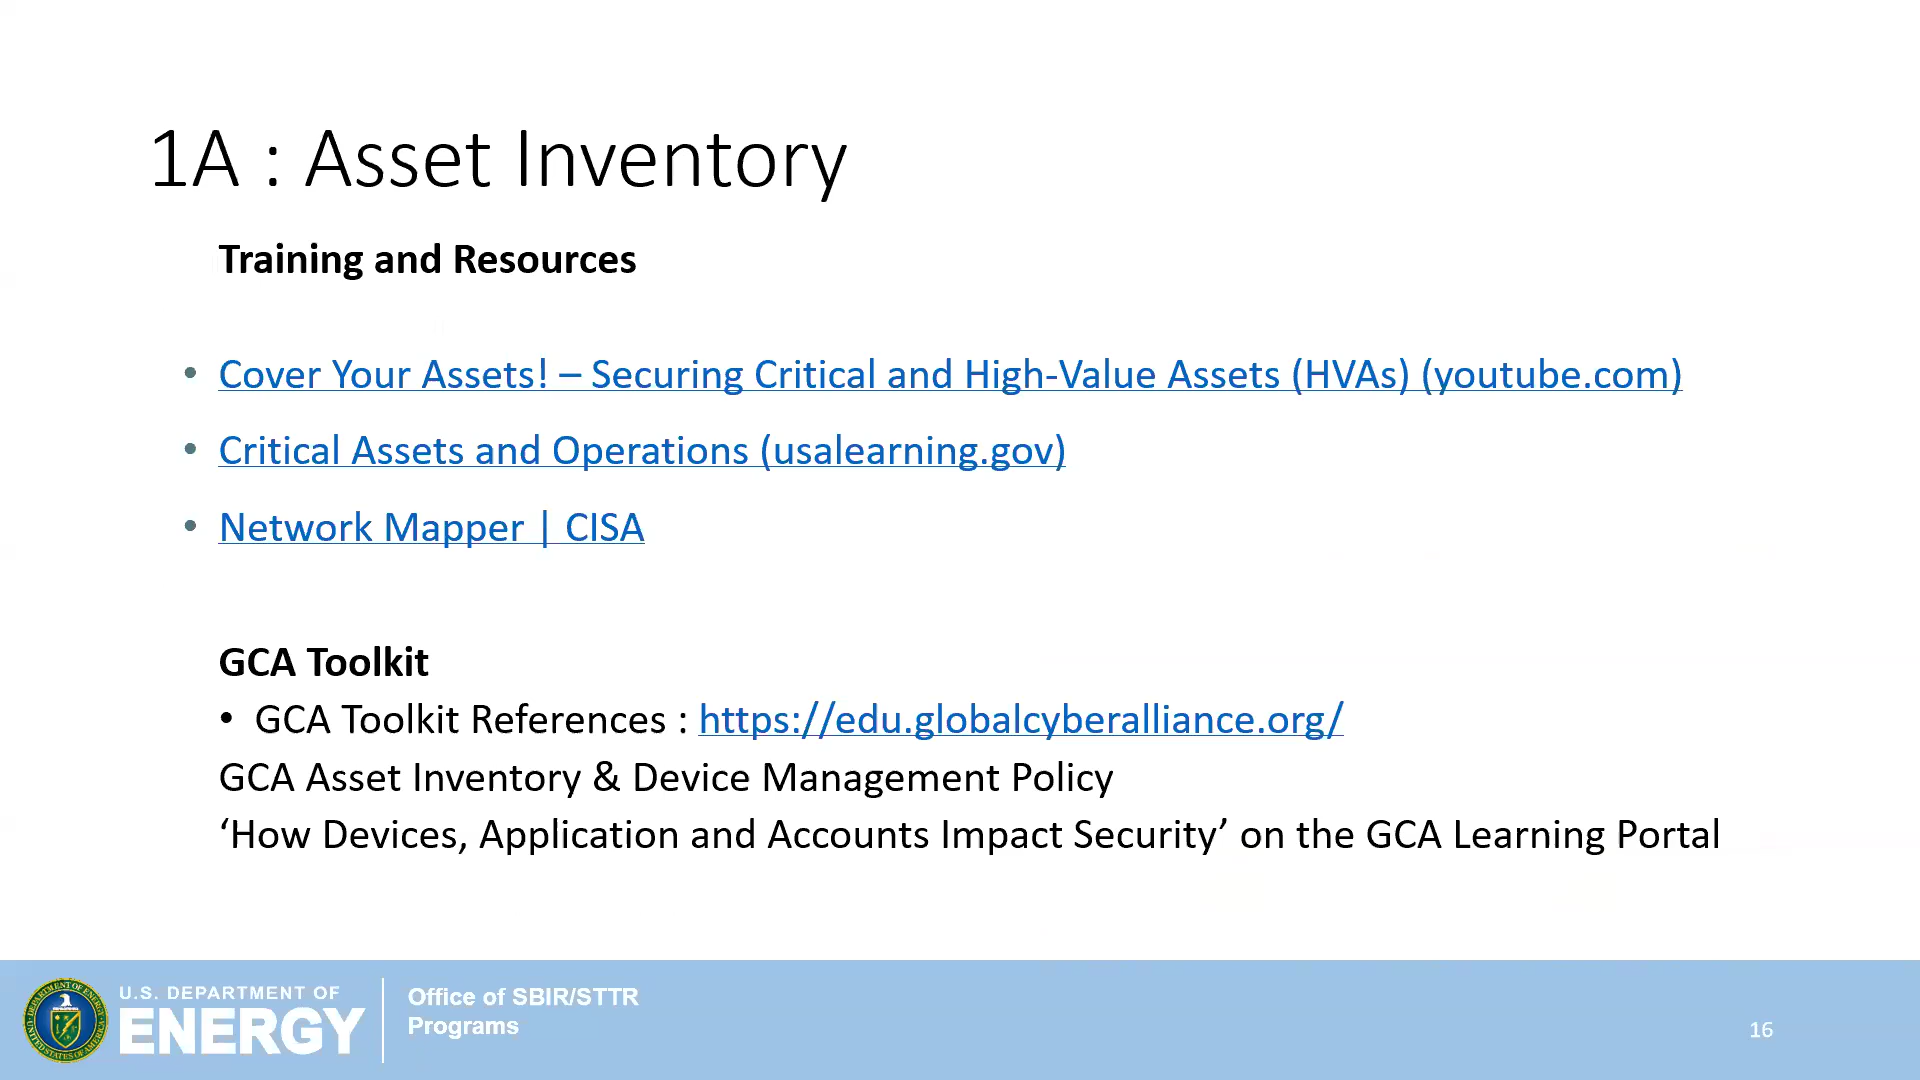 1A : Asset Inventory
Training and Resources
• Cover Your Assets! – Securing Critical and High-Value Assets (HVAs) (youtube.com)
• Critical Assets and Operations (usalearning.gov)
• Network Mapper | CISA
GCA Toolkit
• GCA Toolkit References : https://edu.globalcyberalliance.org/
GCA Asset Inventory & Device Management Policy
‘How Devices, Application and Accounts Impact Security’ on the GCA Learning Portal
U.S. DEPARTMENT OF
ENERGY
Office of SBIR/STTR
Programs
16